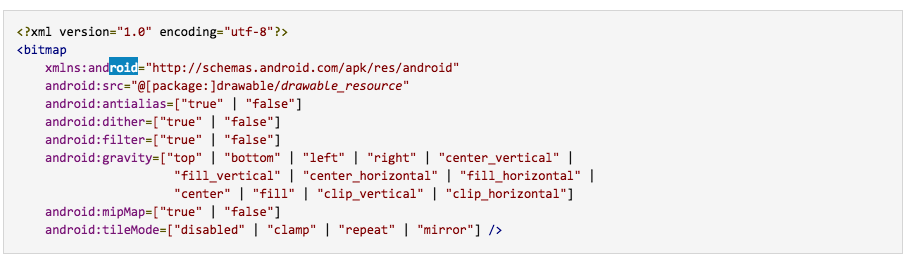 <?xml version="1.0" encoding="utf-8"?>
<bitmap
xmlns:android="http://schemas.android.com/apk/res/android"
android:src="@[package:]drawable/drawable_resource"
android:antialias=["true" | "false"]
android:dither=["true" | "false"]
android:filter=["true" | "false"]
android:gravity=["top" | "bottom" | "left" | "right" | "center_vertical" |
"fill_vertical" | "center_horizontal" | "fill_horizontal" |
"center" | "fill" | "clip_vertical" | "clip_horizontal"]
android:mipMap=["true" | "false"]
android:tileMode=["disabled" | "clamp" | "repeat" | "mirror"] />